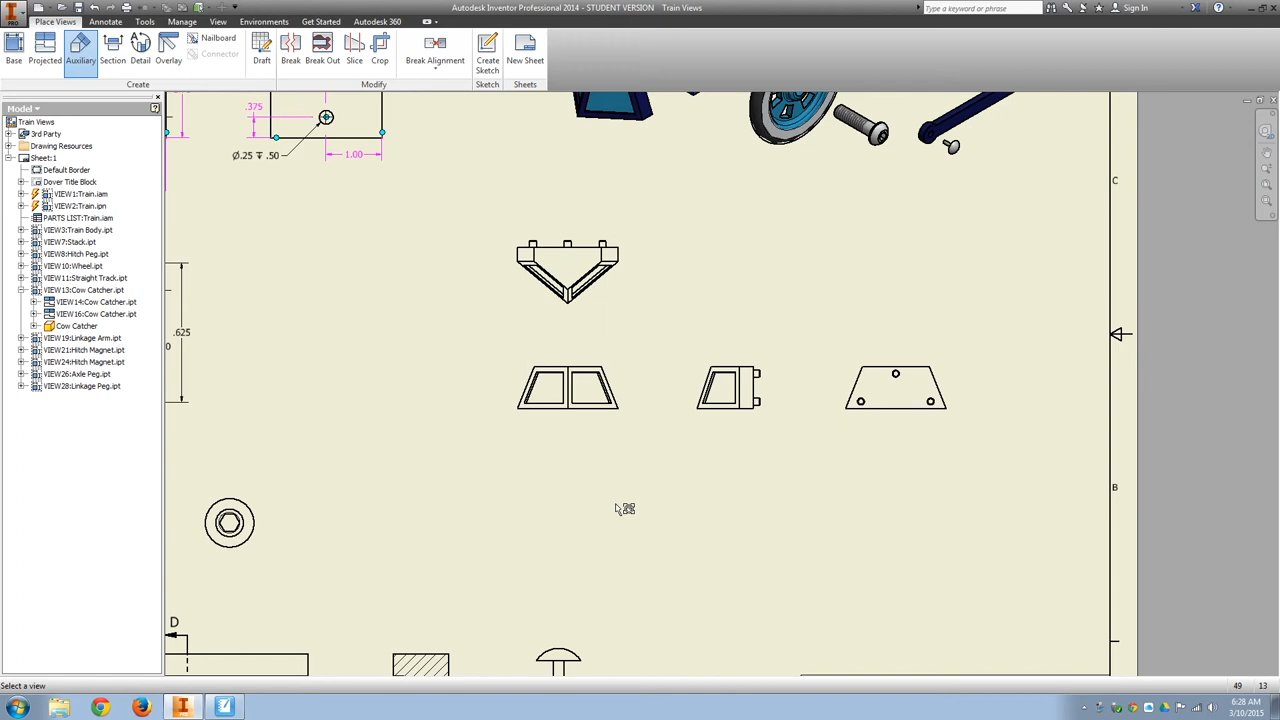 Autodesk Inventor Professional 2014 - STUDENT VERSION   Train Views
Type a keyword or phrase
Sign In
PRO
Place Views Annotate Tools Manage View Environments Get Started Autodesk 360
Base Projected Auxiliary Section Detail Overlay
Nailboard
Connector
Draft Break Break Out Slice Crop Break Alignment Create Sketch New Sheet
Create Modify Sketch Sheets
Model
Train Views
3rd Party
Drawing Resources
Sheet:1
Default Border
Dover Title Block
VIEW1:Train.iam
VIEW2:Train.ipn
PARTS LIST:Train.iam
VIEW3:Train Body.ipt
VIEW7:Stack.ipt
VIEW8:Hitch Peg.ipt
VIEW10:Wheel.ipt
VIEW11:Straight Track.ipt
VIEW13:Cow Catcher.ipt
VIEW14:Cow Catcher.ipt
VIEW16:Cow Catcher.ipt
Cow Catcher
VIEW19:Linkage Arm.ipt
VIEW21:Hitch Magnet.ipt
VIEW24:Hitch Magnet.ipt
VIEW26:Axle Peg.ipt
VIEW28:Linkage Peg.ipt
.375
Ø.25 ↧ .50
1.00
C
.625
0
B
D
Select a view
49 13
6:28 AM
3/10/2015